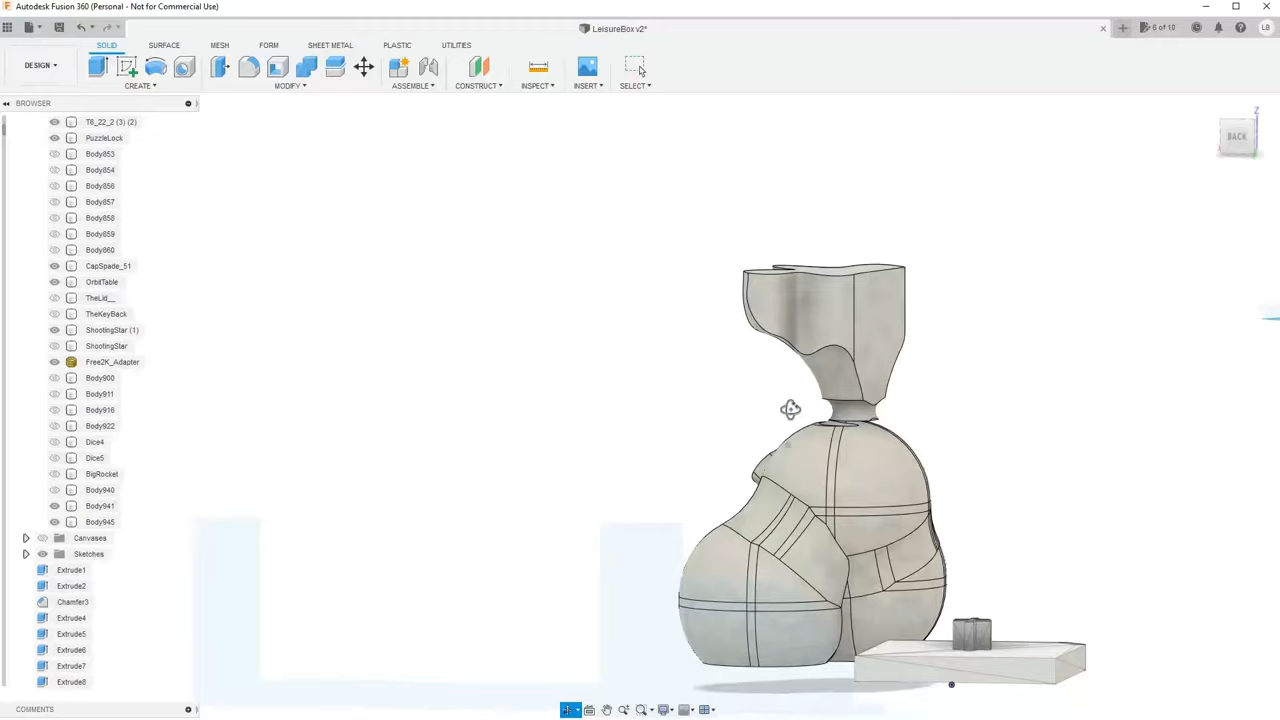 Autodesk Fusion 360 (Personal - Not for Commercial Use)
LeisureBox v2*
6 of 10
LB
SOLID SURFACE MESH FORM SHEET METAL PLASTIC UTILITIES
DESIGN
CREATE MODIFY ASSEMBLE CONSTRUCT INSPECT INSERT SELECT
BROWSER
T6_22_2 (3) (2)
PuzzleLock
Body853
Body854
Body856
Body857
Body858
Body859
Body860
CapSpade_51
OrbitTable
TheLid__
TheKeyBack
ShootingStar (1)
ShootingStar
Free2K_Adapter
Body900
Body911
Body916
Body922
Dice4
Dice5
BigRocket
Body940
Body941
Body945
Canvases
Sketches
Extrude1
Extrude2
Chamfer3
Extrude4
Extrude5
Extrude6
Extrude7
Extrude8
COMMENTS
Z
BACK